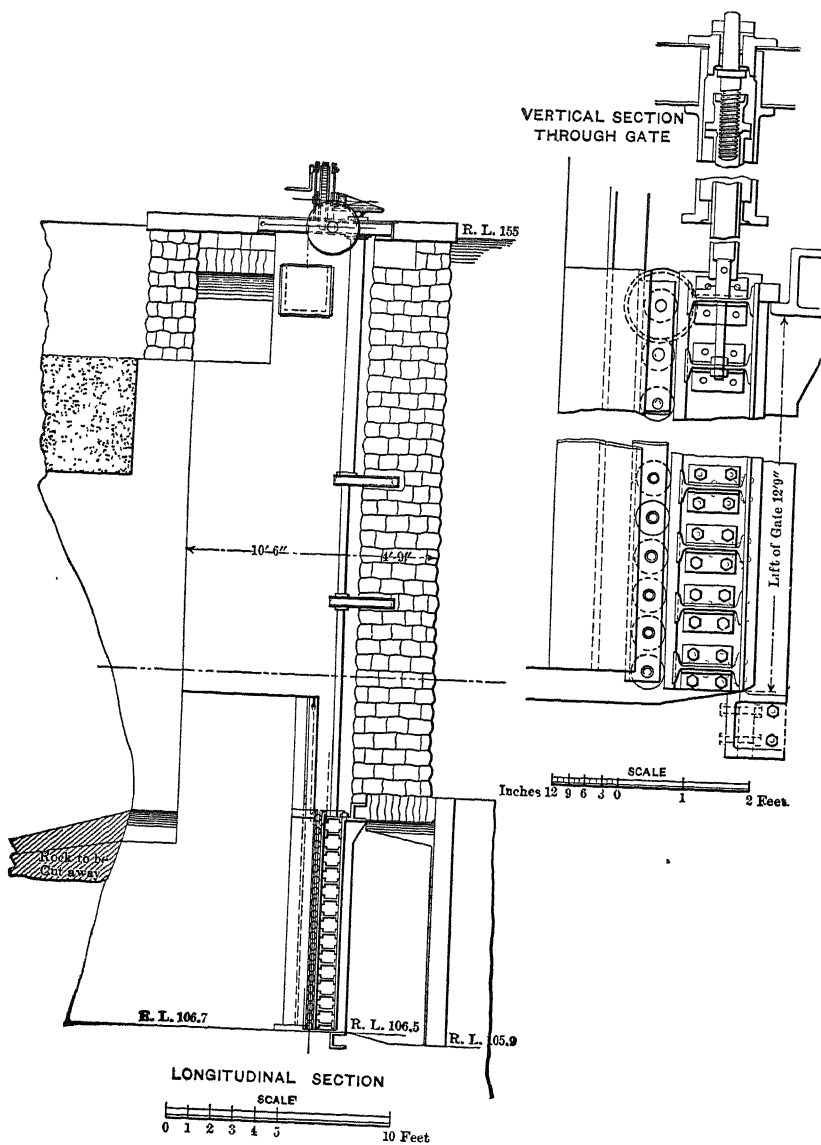 VERTICAL SECTION
THROUGH GATE
R. L. 155
10'-6"
4'-9"
Lift of Gate 12'9"
SCALE
Inches 12 9 6 3 0 1 2 Feet.
Rock to be
Cut away
R. L. 106.7
R. L. 106.5
R. L. 105.9
LONGITUDINAL SECTION
SCALE
0 1 2 3 4 5 10 Feet